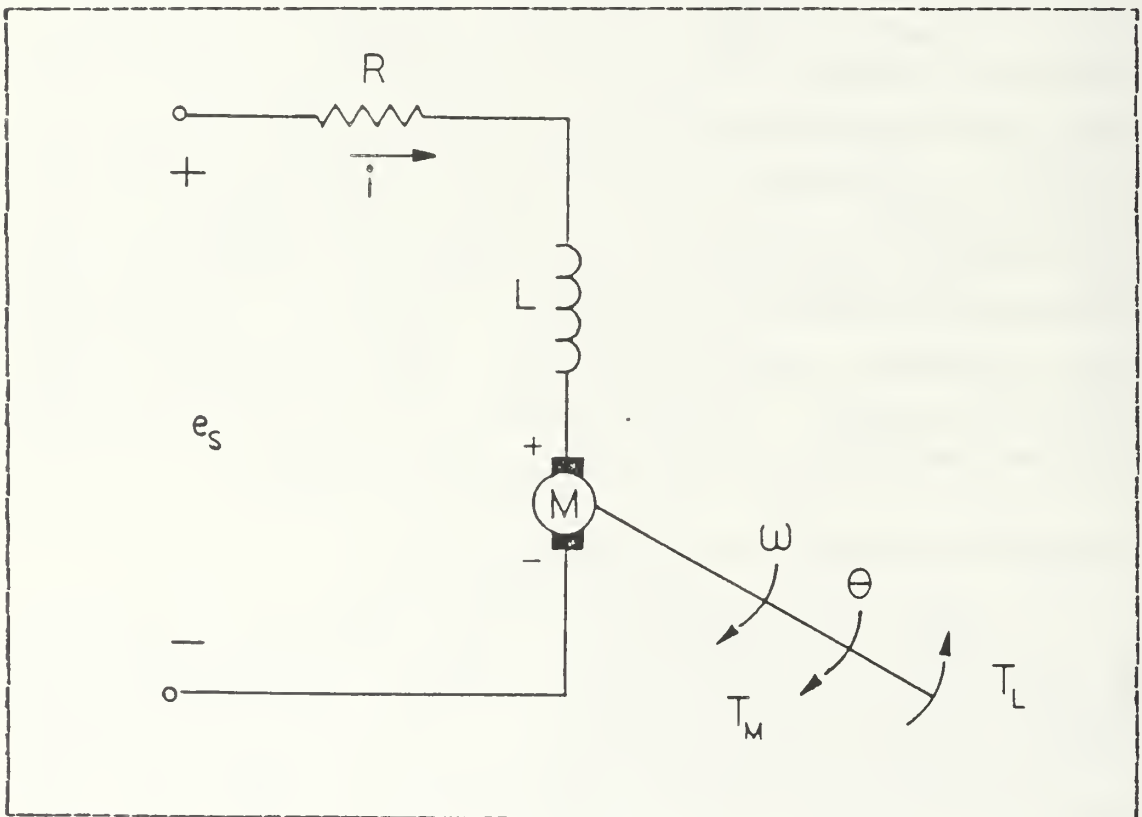 R
+
i
L
e_S
+
M
-
ω
θ
—
T_M
T_L